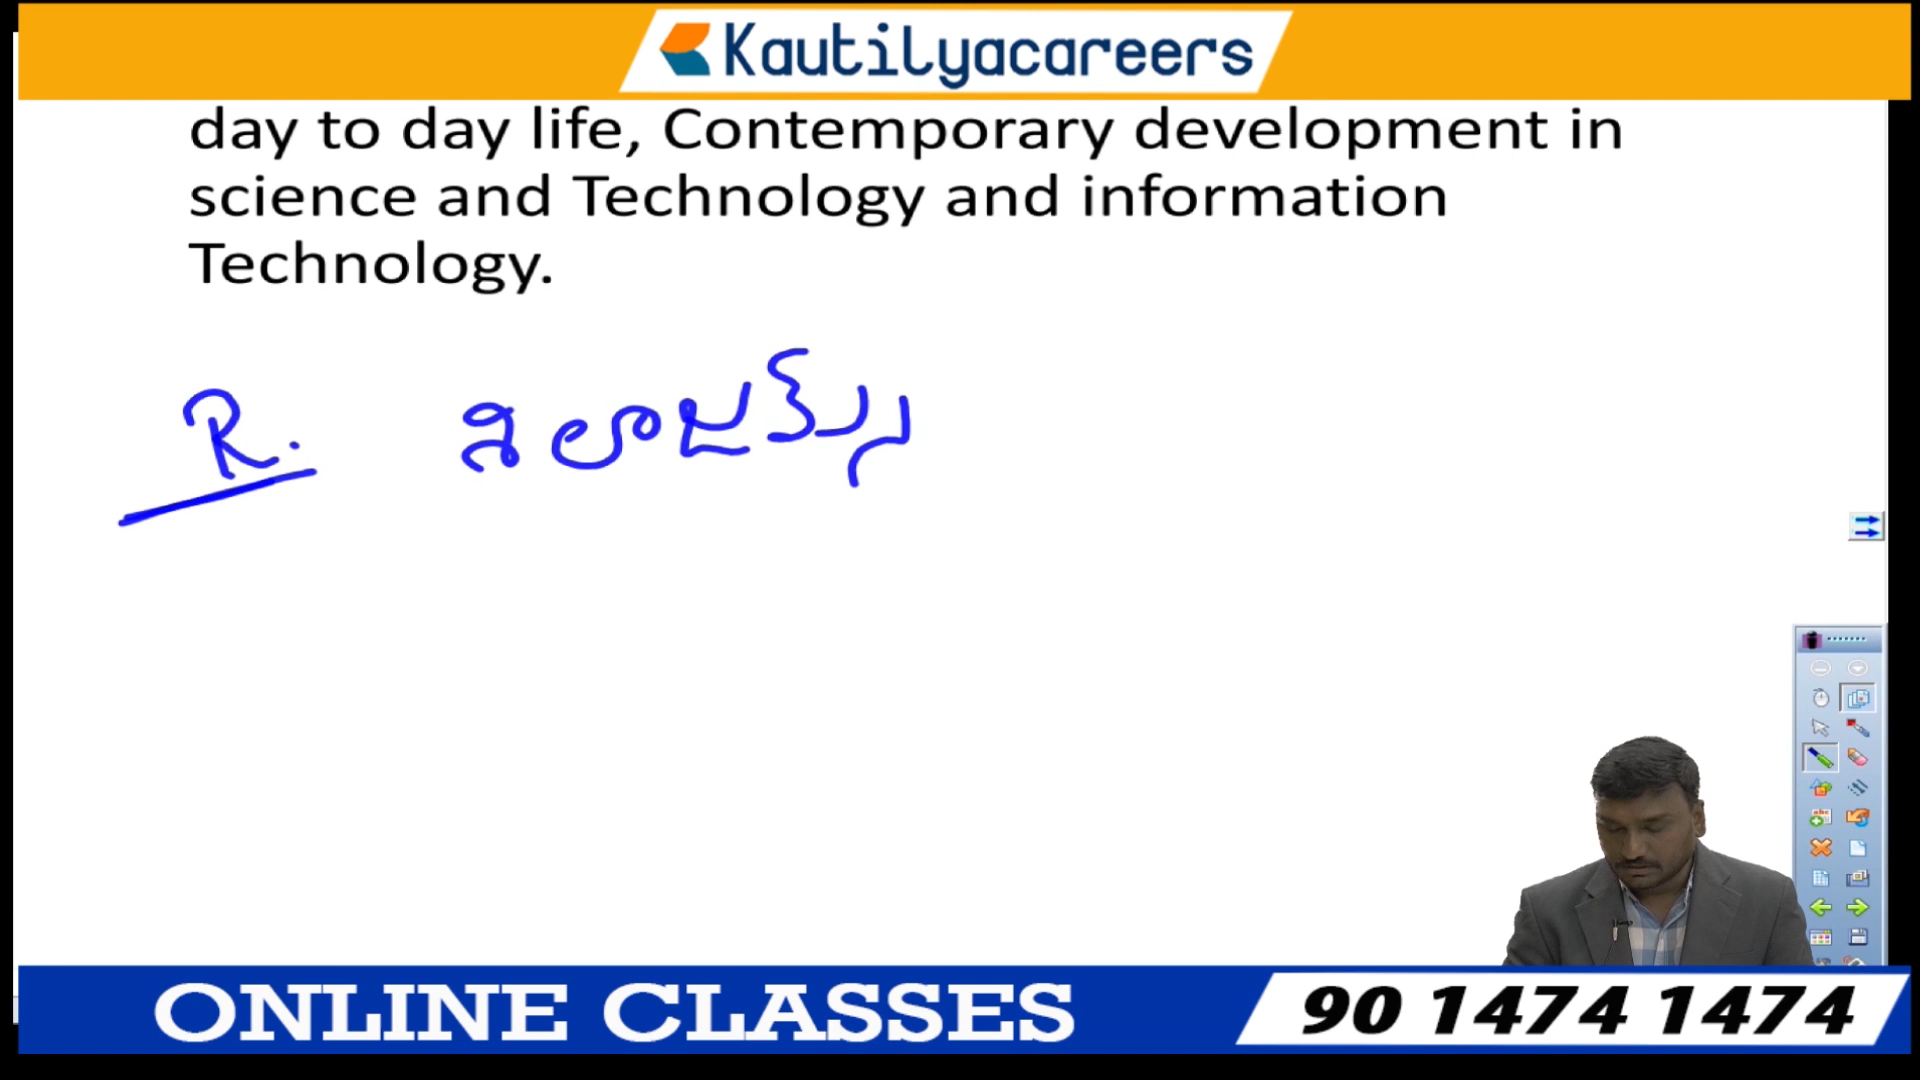 Kautilyacareers
day to day life, Contemporary development in
science and Technology and information
Technology.
R.
ONLINE CLASSES
90 1474 1474